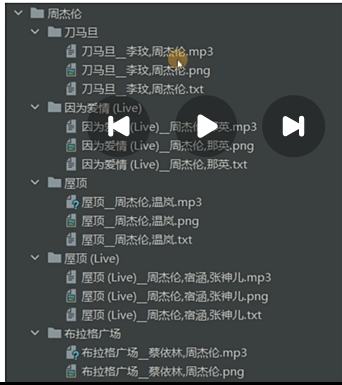 周杰伦
刀马旦
刀马旦__李玟,周杰伦.mp3
刀马旦__李玟,周杰伦.png
刀马旦__李玟,周杰伦.txt
因为爱情 (Live)
因为爱情 (Live)__周杰伦,那英.mp3
因为爱情 (Live)__周杰伦,那英.png
因为爱情 (Live)__周杰伦,那英.txt
屋顶
屋顶__周杰伦,温岚.mp3
屋顶__周杰伦,温岚.png
屋顶__周杰伦,温岚.txt
屋顶 (Live)
屋顶 (Live)__周杰伦,宿涵,张神儿.mp3
屋顶 (Live)__周杰伦,宿涵,张神儿.png
屋顶 (Live)__周杰伦,宿涵,张神儿.txt
布拉格广场
布拉格广场__蔡依林,周杰伦.mp3
布拉格广场__蔡依林,周杰伦.png